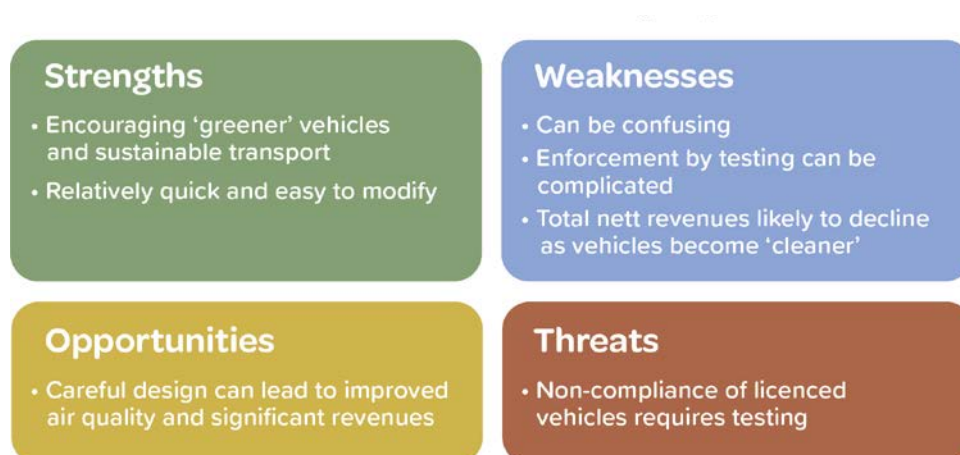 Strengths
• Encouraging ‘greener’ vehicles
and sustainable transport
• Relatively quick and easy to modify
Weaknesses
• Can be confusing
• Enforcement by testing can be
complicated
• Total nett revenues likely to decline
as vehicles become ‘cleaner’
Opportunities
• Careful design can lead to improved
air quality and significant revenues
Threats
• Non-compliance of licenced
vehicles requires testing